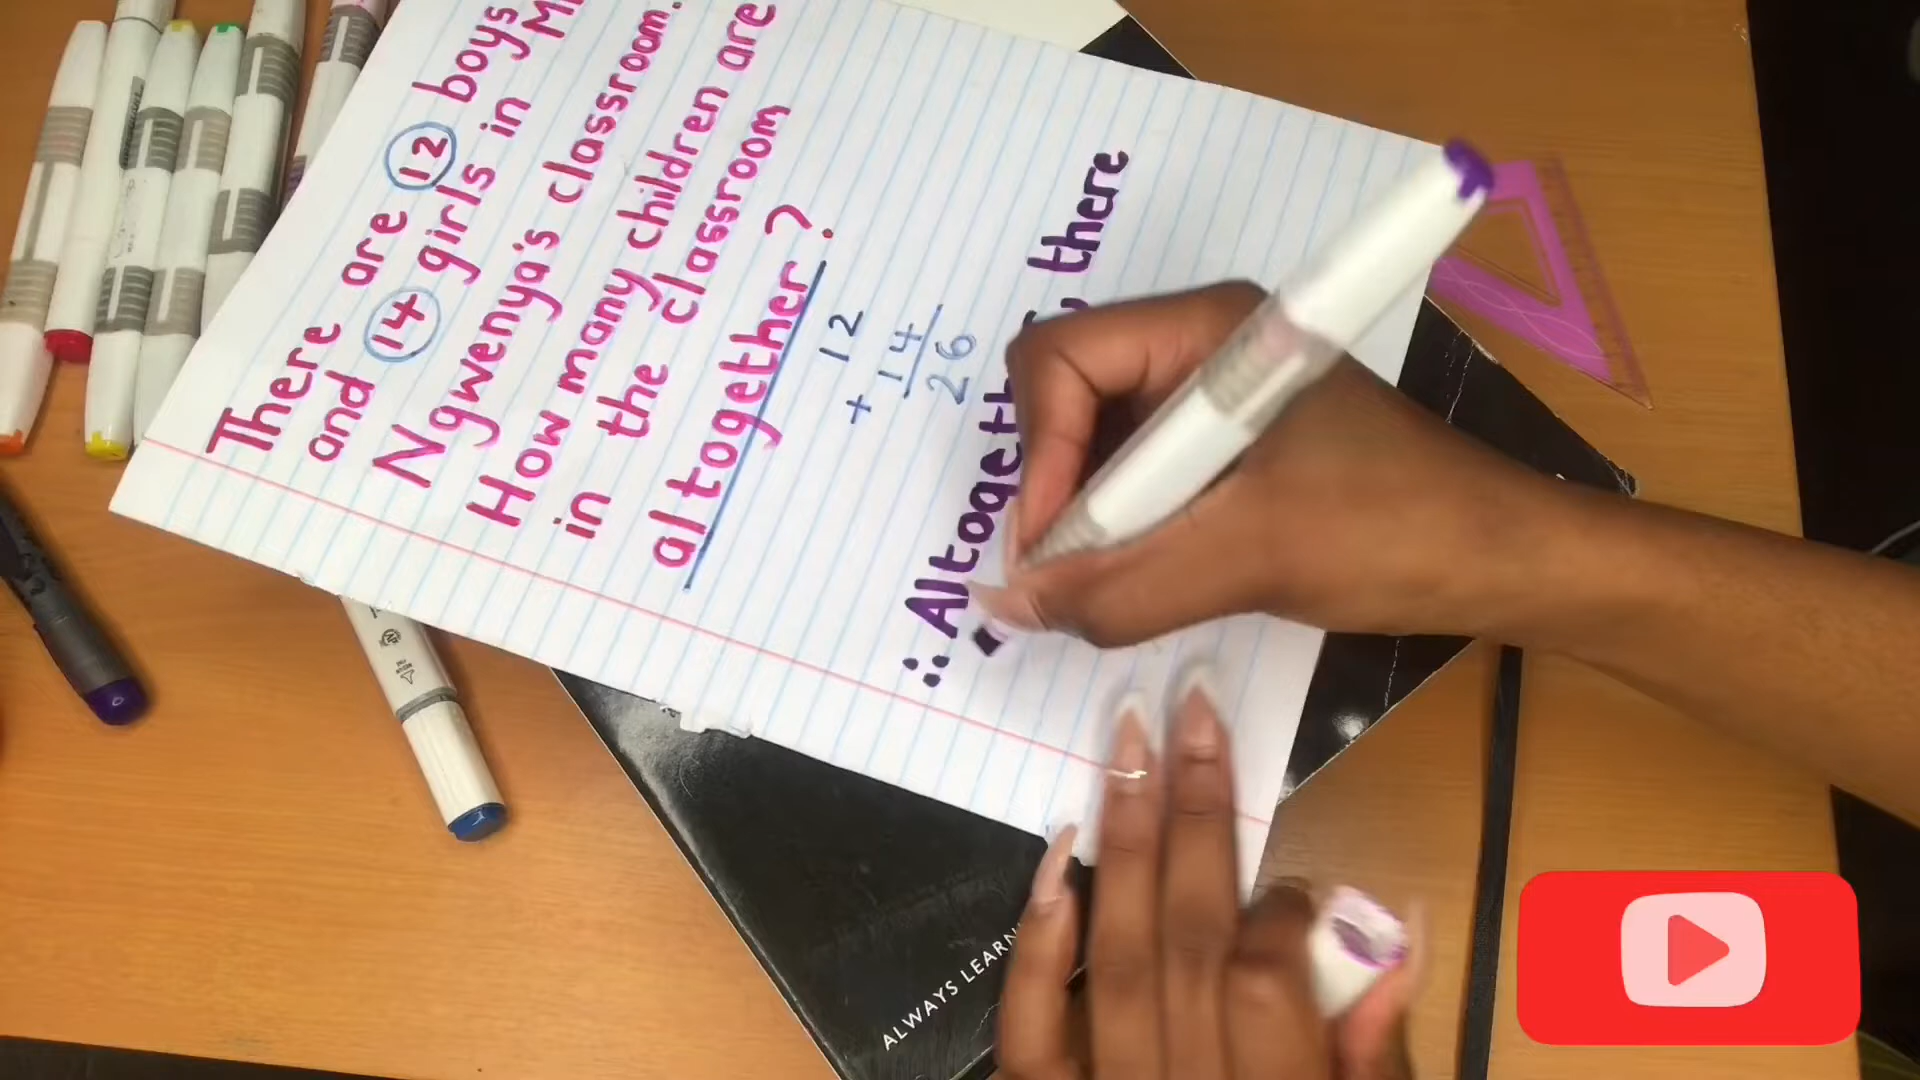 There are 12 boys
and 14 girls in
Ngwenya's classroom.
How many children are
in the classroom
altogether?
12
+ 14
26
∴ Altogether there
ALWAYS LEARN